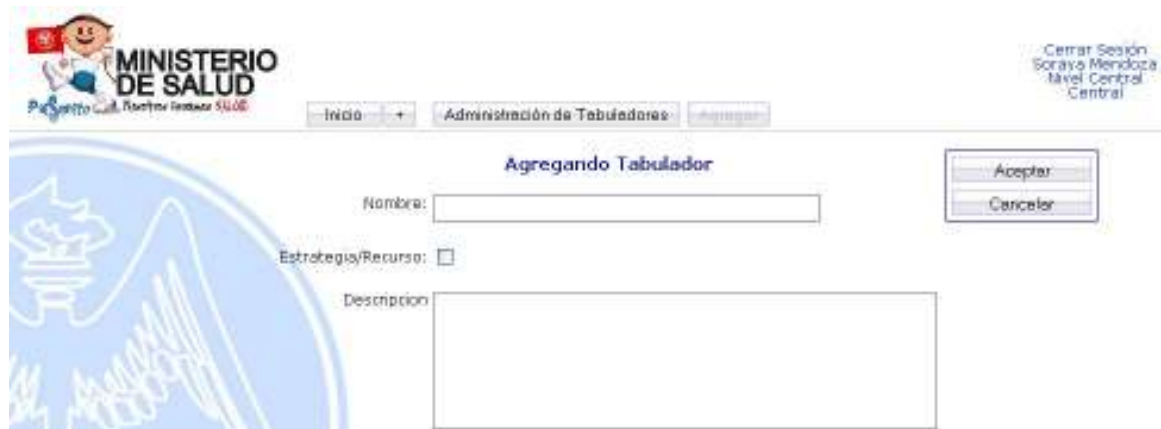 MINISTERIO
DE SALUD
Cerrar Sesión
Soraya Mendoza
Nivel Central
Central
Inicio + Administración de Tabuladores Agregar
Agregando Tabulador
Aceptar
Cancelar
Nombre:
Estrategia/Recurso:
Descripcion